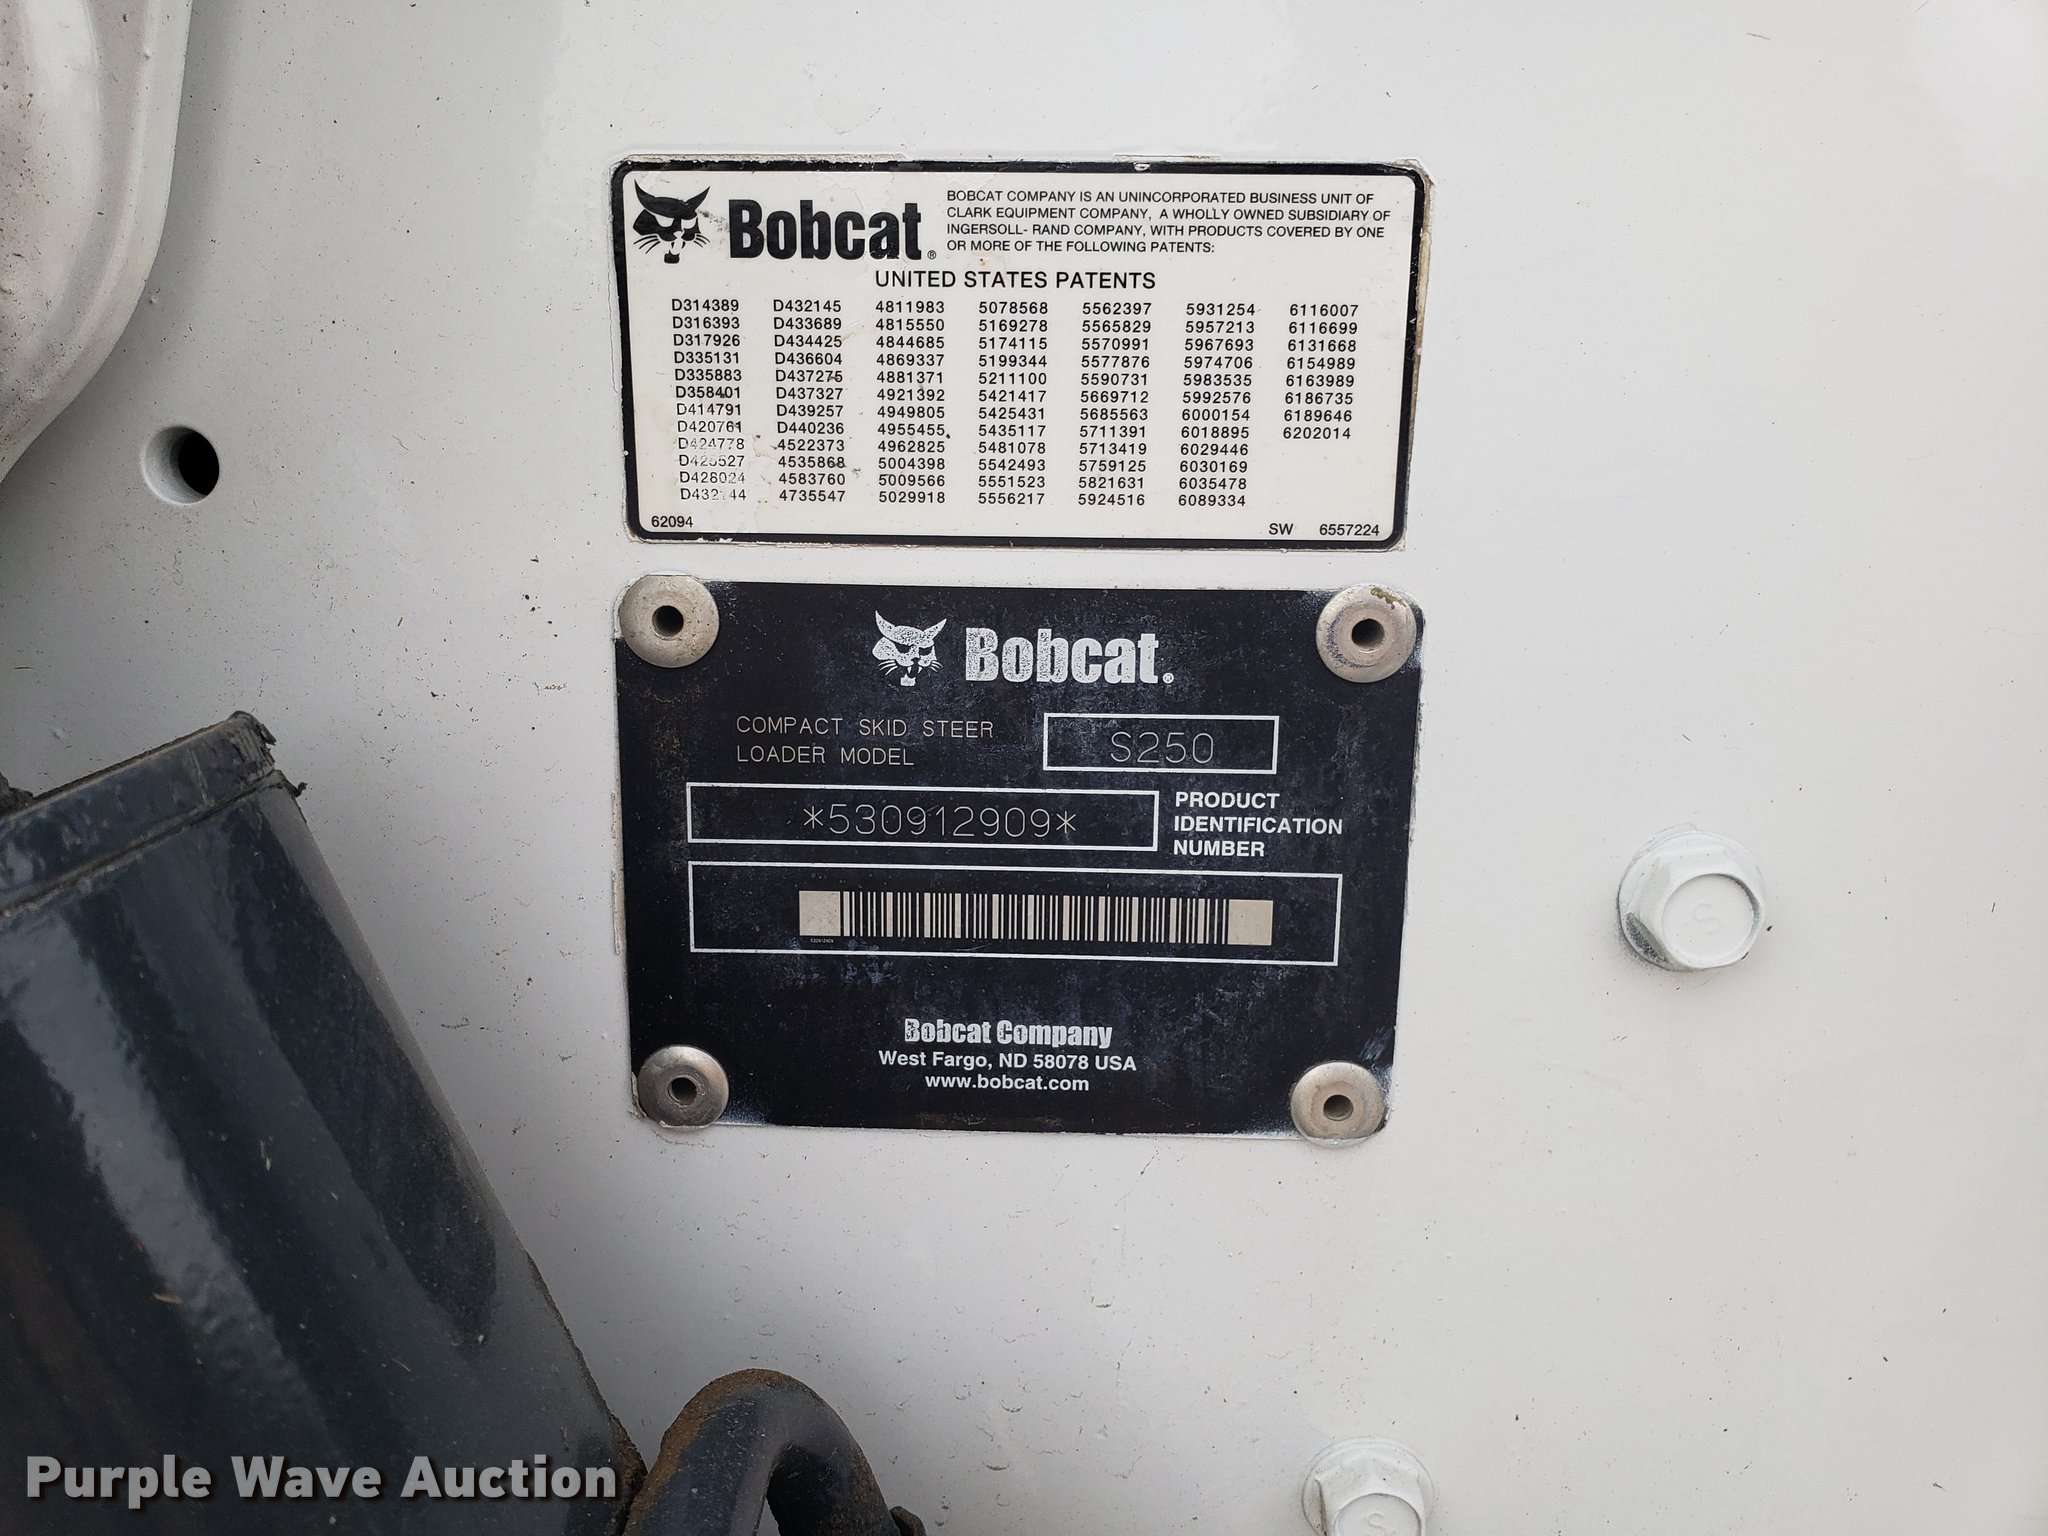 Bobcat®
BOBCAT COMPANY IS AN UNINCORPORATED BUSINESS UNIT OF
CLARK EQUIPMENT COMPANY, A WHOLLY OWNED SUBSIDIARY OF
INGERSOLL- RAND COMPANY, WITH PRODUCTS COVERED BY ONE
OR MORE OF THE FOLLOWING PATENTS:
UNITED STATES PATENTS
D314389 D432145 4811983 5078568 5562397 5931254 6116007
D316393 D433689 4815550 5169278 5565829 5957213 6116699
D317926 D434425 4844685 5174115 5570991 5967693 6131668
D335131 D436604 4869337 5199344 5577876 5974706 6154989
D335883 D437275 4881371 5211100 5590731 5983535 6163989
D358401 D437327 4921392 5421417 5669712 5992576 6186735
D414791 D439257 4949805 5425431 5685563 6000154 6189646
D420761 D440236 4955455 5435117 5711391 6018895 6202014
D424778 4522373 4962825 5481078 5713419 6029446
D425527 4535868 5004398 5542493 5759125 6030169
D428024 4583760 5009566 5551523 5821631 6035478
4735547 5029918 5556217 5924516 6089334
62094 SW 6557224
Bobcat®
COMPACT SKID STEER
LOADER MODEL
S250
*530912909*
PRODUCT
IDENTIFICATION
NUMBER
530912909
Bobcat Company
West Fargo, ND 58078 USA
www.bobcat.com
S
Purple Wave Auction